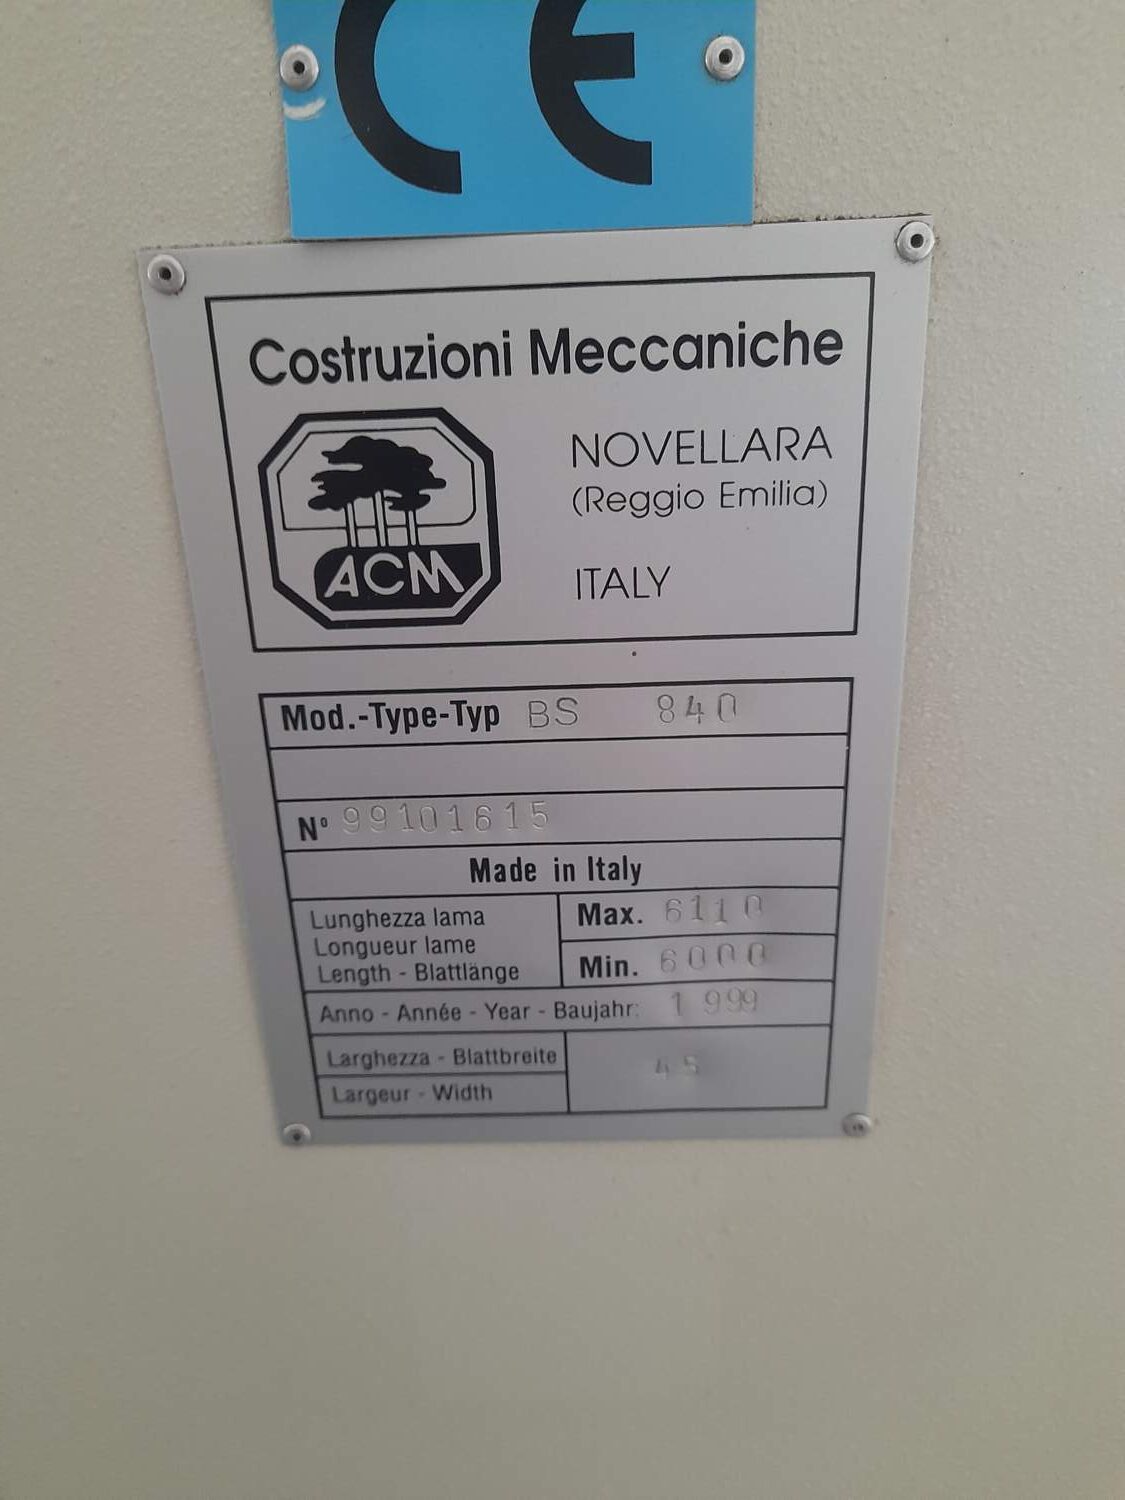 CE
Costruzioni Meccaniche
ACM
NOVELLARA
(Reggio Emilia)
ITALY
Mod.-Type-Typ BS 840
Nº 99101615
Made in Italy
Lunghezza lama
Longueur lame
Length - Blattlänge
Max. 6110
Min. 6000
Anno - Année - Year - Baujahr: 1999
Larghezza - Blattbreite
Largeur - Width
45